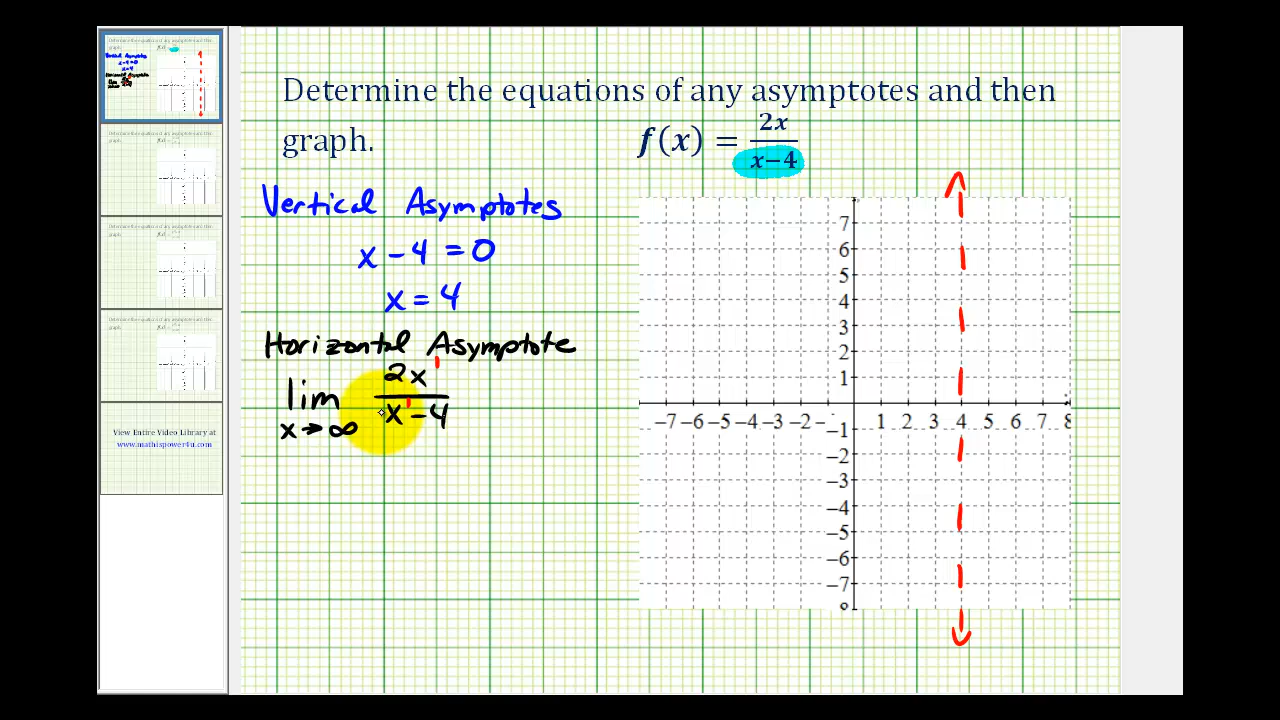 Determine the equations of any asymptotes and then
graph. f(x) = 2x / x−4
Vertical Asymptotes
x − 4 = 0
x = 4
Horizontal Asymptote
lim x→∞ 2x¹ / x¹ − 4
7
6
5
4
3
2
1
−7 −6 −5 −4 −3 −2 − 1 2 3 4 5 6 7 8
−1
−2
−3
−4
−5
−6
−7
View Entire Video Library at
www.mathispower4u.com